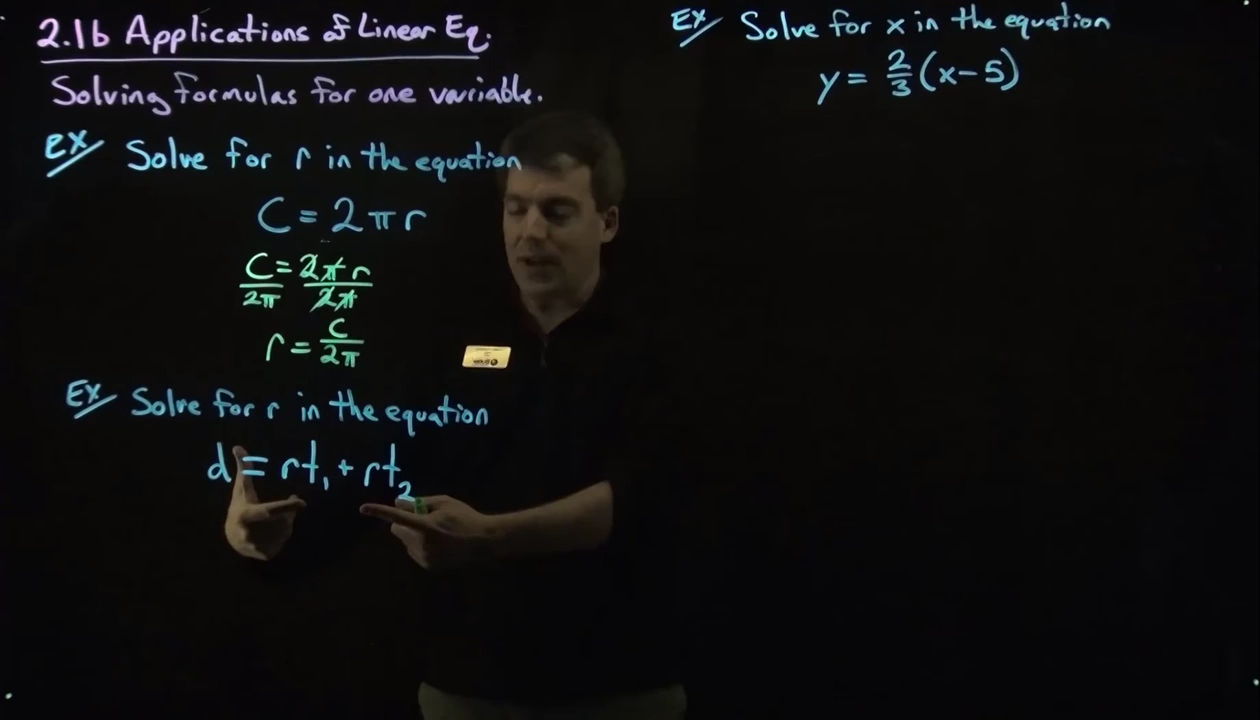 2.1b Applications of Linear Eq.
Solving formulas for one variable.
Ex Solve for r in the equation
C = 2πr
C/2π = 2πr/2π
r = C/2π
Ex Solve for r in the equation
d = rt₁ + rt₂
Ex Solve for x in the equation
y = 2/3(x-5)